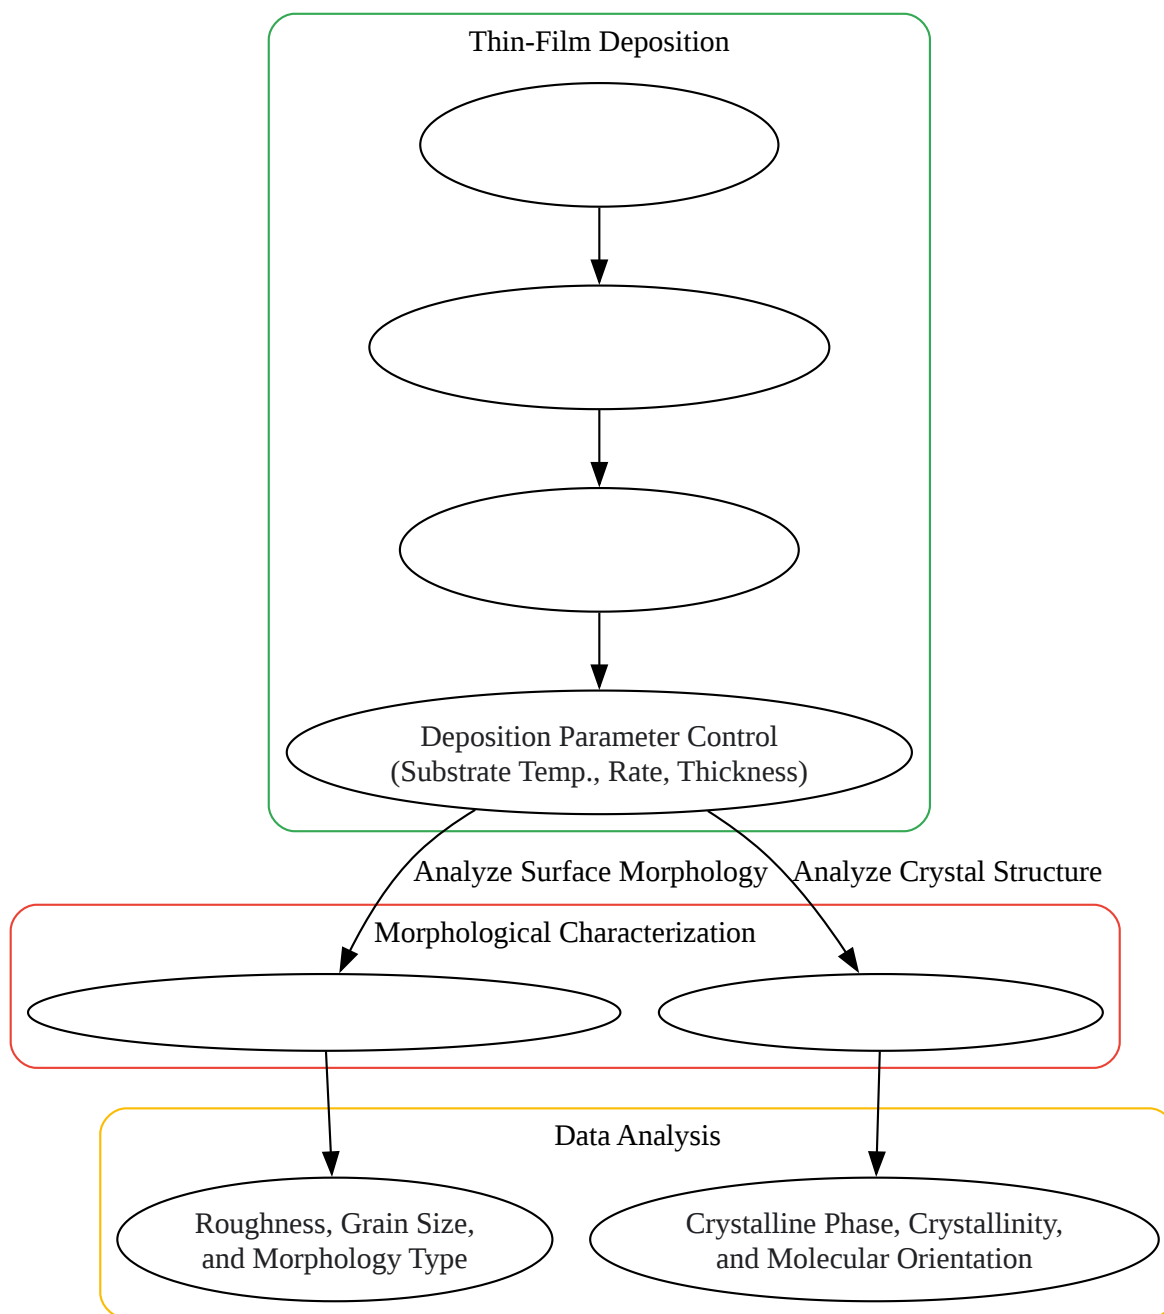 Thin-Film Deposition
Deposition Parameter Control
(Substrate Temp., Rate, Thickness)
Analyze Surface Morphology
Analyze Crystal Structure
Morphological Characterization
Data Analysis
Roughness, Grain Size,
and Morphology Type
Crystalline Phase, Crystallinity,
and Molecular Orientation